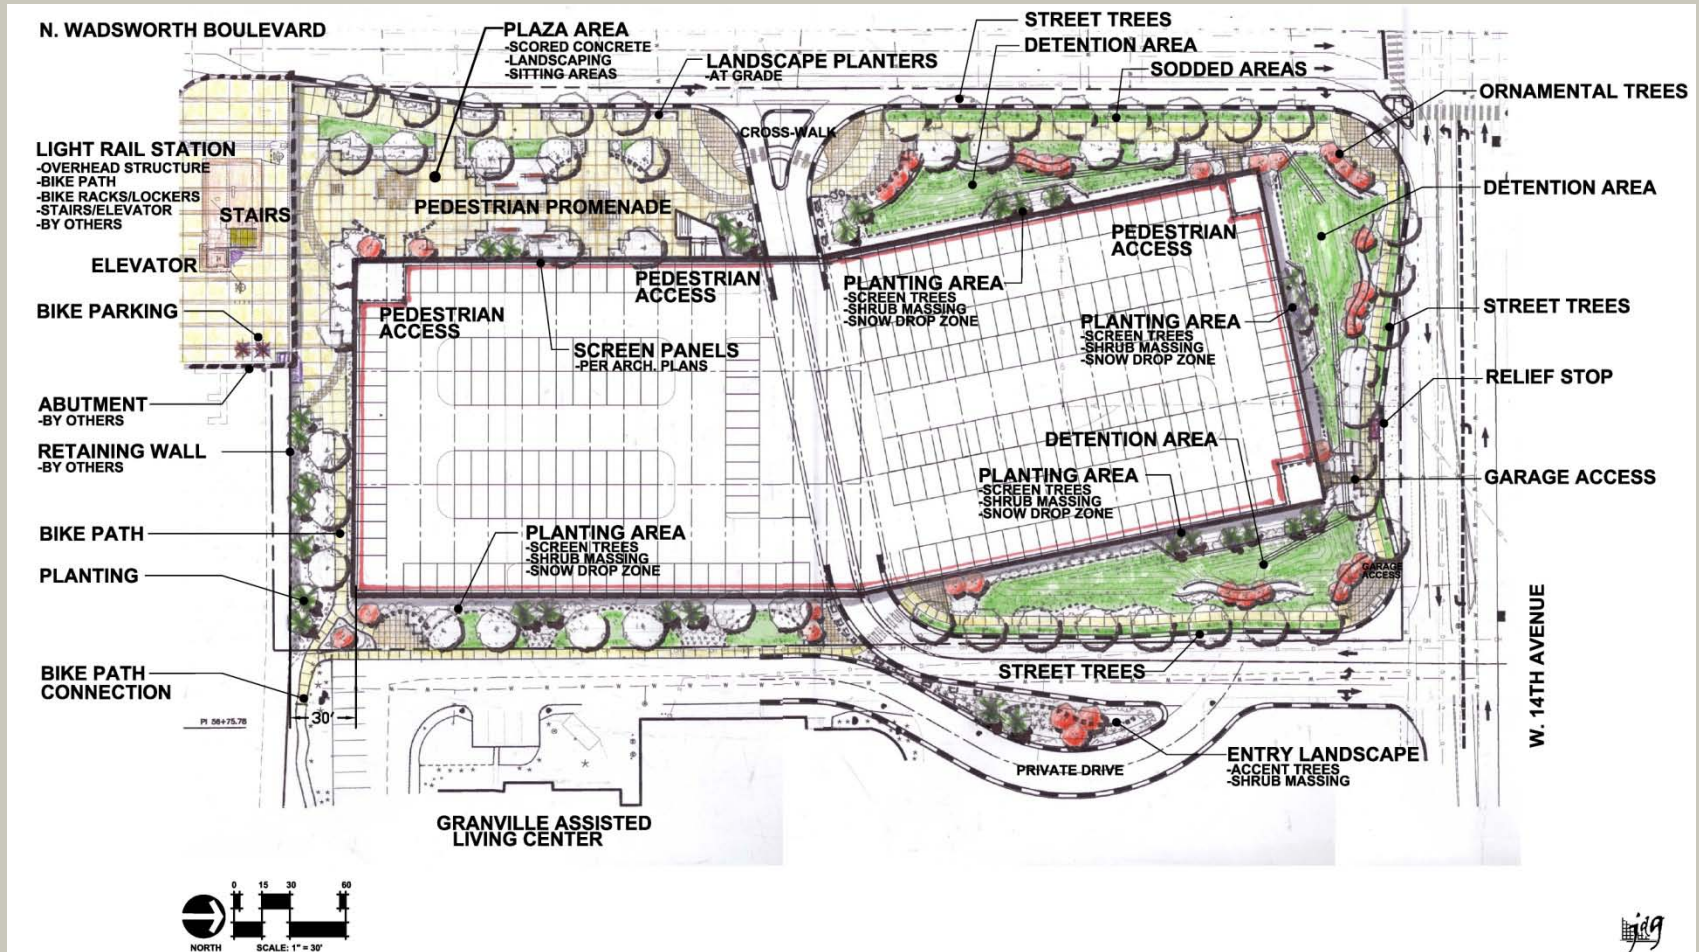 N. WADSWORTH BOULEVARD
PLAZA AREA
-SCORED CONCRETE
-LANDSCAPING
-SITTING AREAS
LANDSCAPE PLANTERS
-AT GRADE
STREET TREES
DETENTION AREA
SODDED AREAS
ORNAMENTAL TREES
CROSS-WALK
LIGHT RAIL STATION
-OVERHEAD STRUCTURE
-BIKE PATH
-BIKE RACKS/LOCKERS
-STAIRS/ELEVATOR
-BY OTHERS
STAIRS
ELEVATOR
BIKE PARKING
PEDESTRIAN PROMENADE
DETENTION AREA
PEDESTRIAN
ACCESS
PEDESTRIAN
ACCESS
PEDESTRIAN
ACCESS
PLANTING AREA
-SCREEN TREES
-SHRUB MASSING
-SNOW DROP ZONE
PLANTING AREA
-SCREEN TREES
-SHRUB MASSING
-SNOW DROP ZONE
STREET TREES
SCREEN PANELS
-PER ARCH. PLANS
RELIEF STOP
ABUTMENT
-BY OTHERS
RETAINING WALL
-BY OTHERS
DETENTION AREA
PLANTING AREA
-SCREEN TREES
-SHRUB MASSING
-SNOW DROP ZONE
GARAGE ACCESS
BIKE PATH
PLANTING AREA
-SCREEN TREES
-SHRUB MASSING
-SNOW DROP ZONE
PLANTING
GARAGE
ACCESS
W. 14TH AVENUE
BIKE PATH
CONNECTION
STREET TREES
30'
PI 56+75.78
ENTRY LANDSCAPE
-ACCENT TREES
-SHRUB MASSING
PRIVATE DRIVE
GRANVILLE ASSISTED
LIVING CENTER
0 15 30 60
NORTH
SCALE: 1" = 30'
jdg